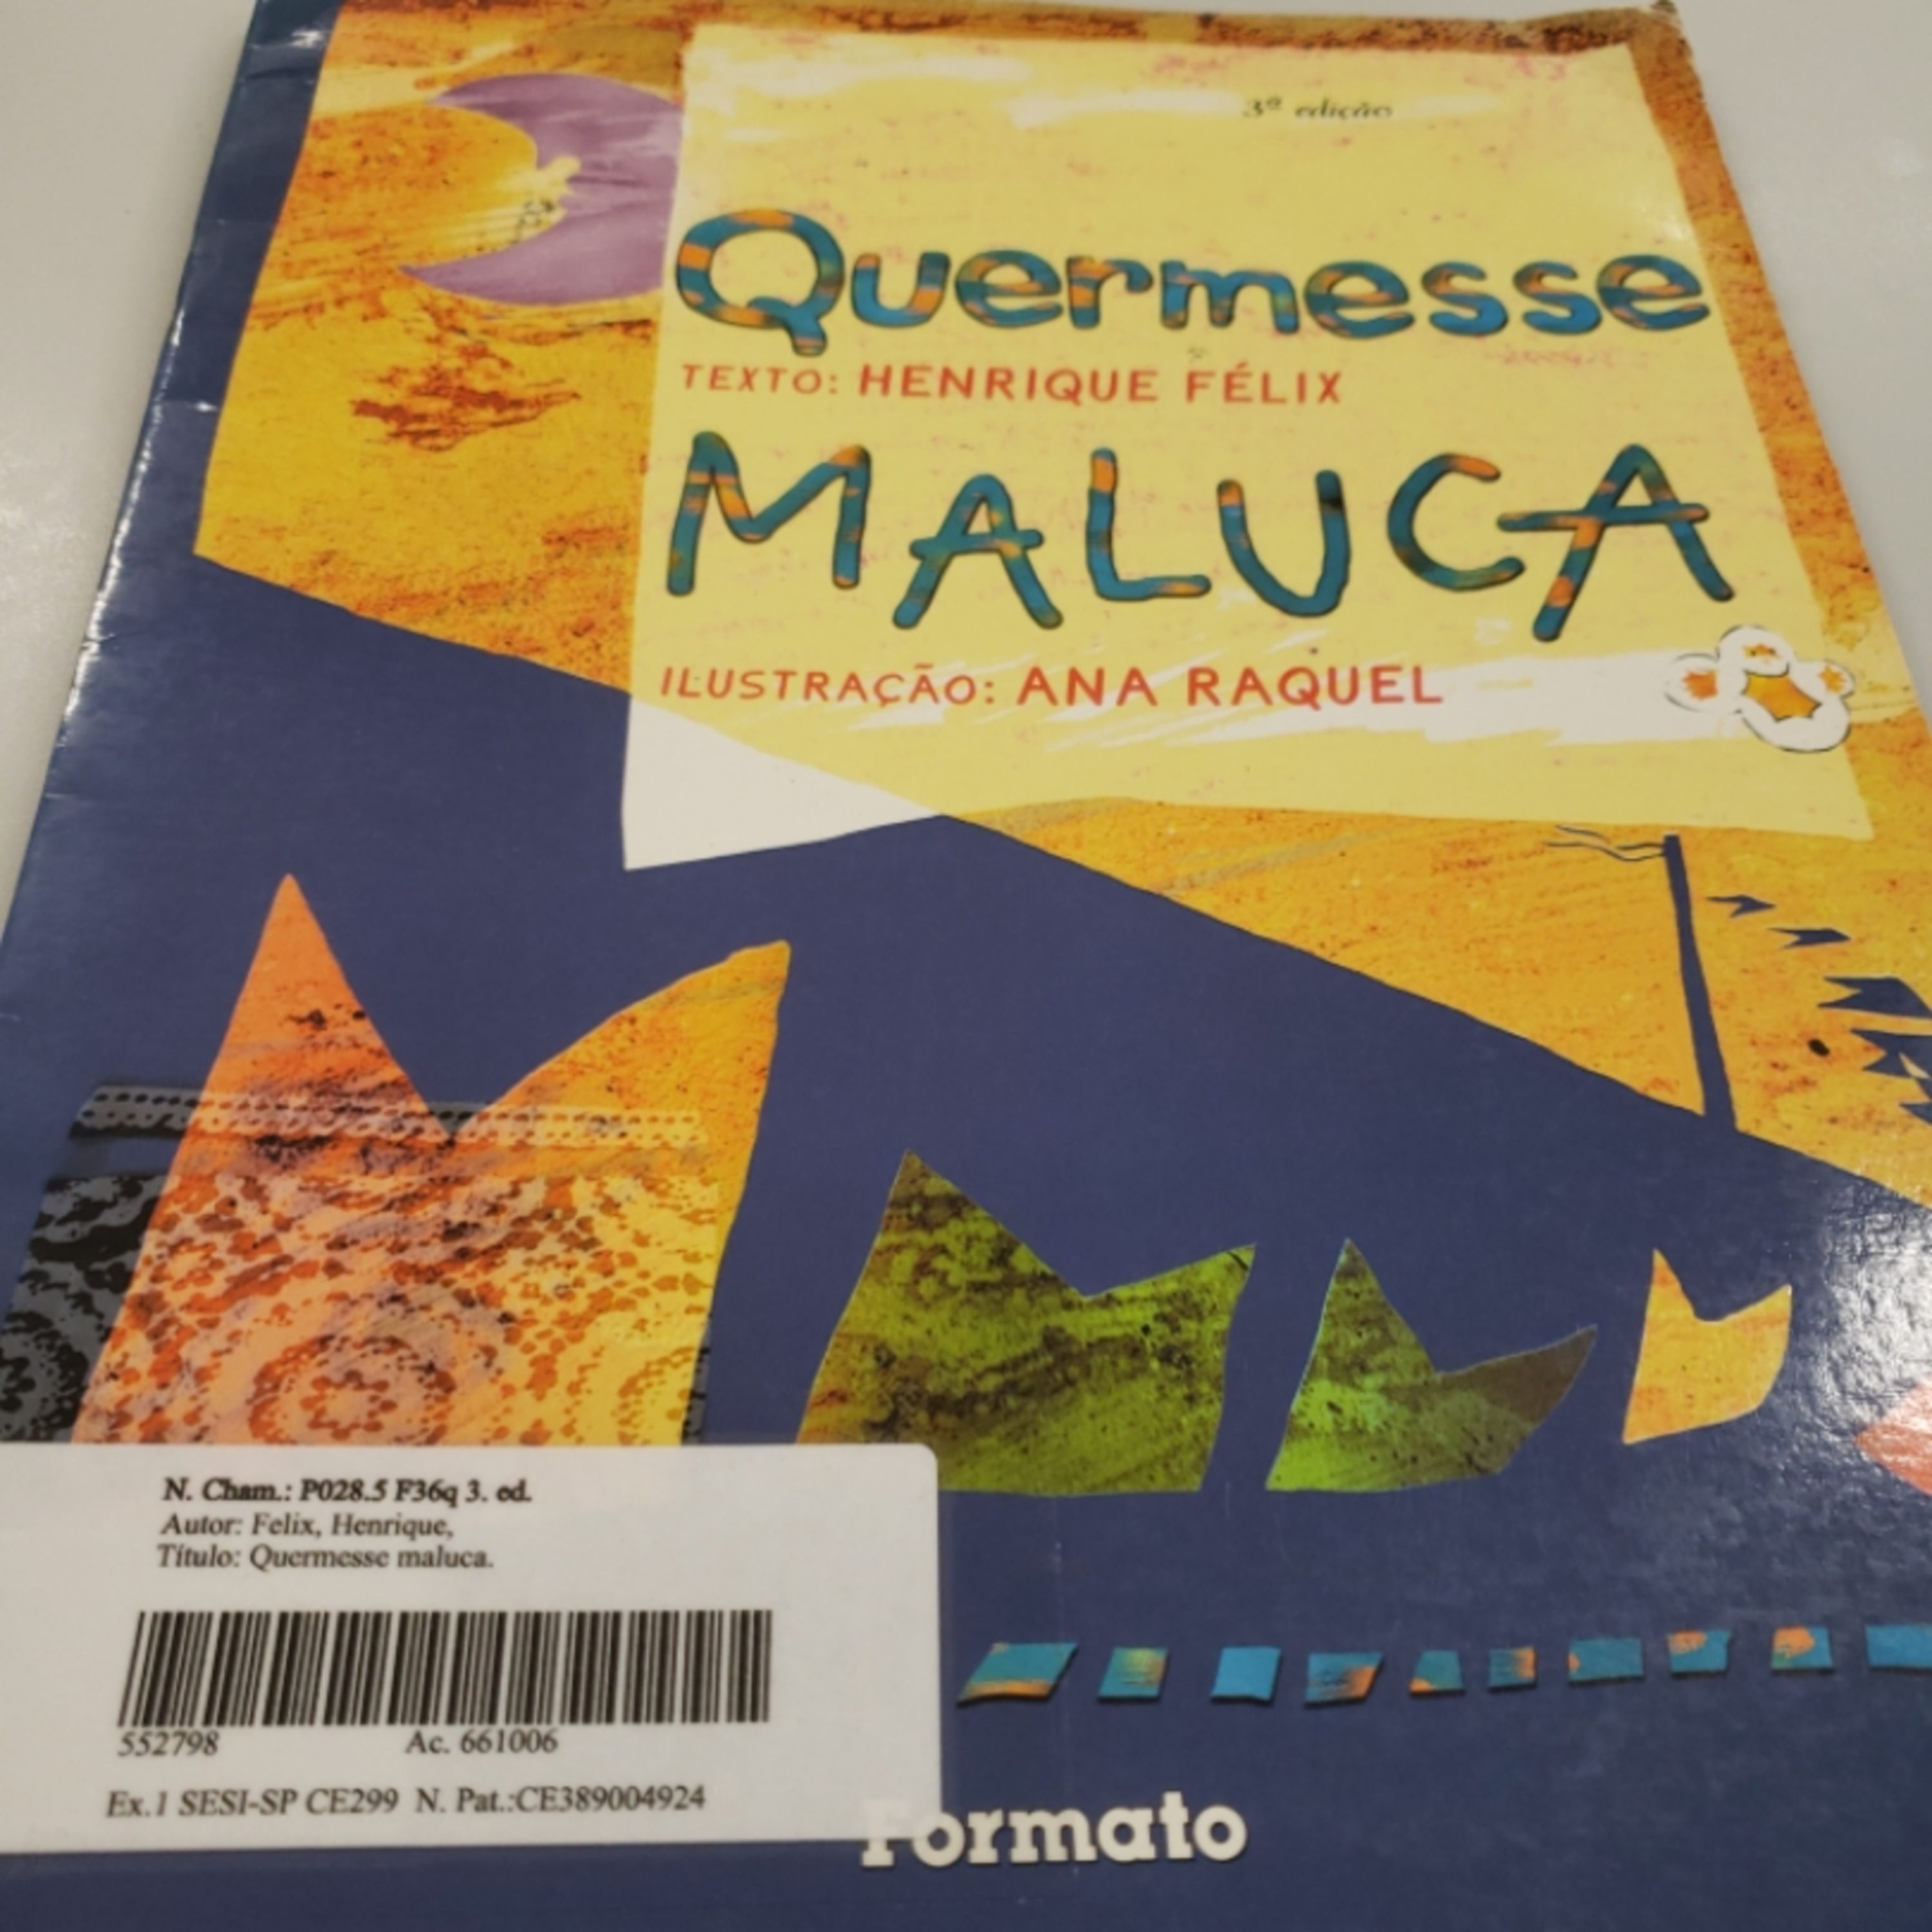 3ª edição
Quermesse
TEXTO: HENRIQUE FÉLIX
MALUCA
ILUSTRAÇÃO: ANA RAQUEL
N. Cham.: P028.5 F36q 3. ed.
Autor: Felix, Henrique,
Título: Quermesse maluca.
552798 Ac. 661006
Ex.1 SESI-SP CE299 N. Pat.:CE389004924
Formato